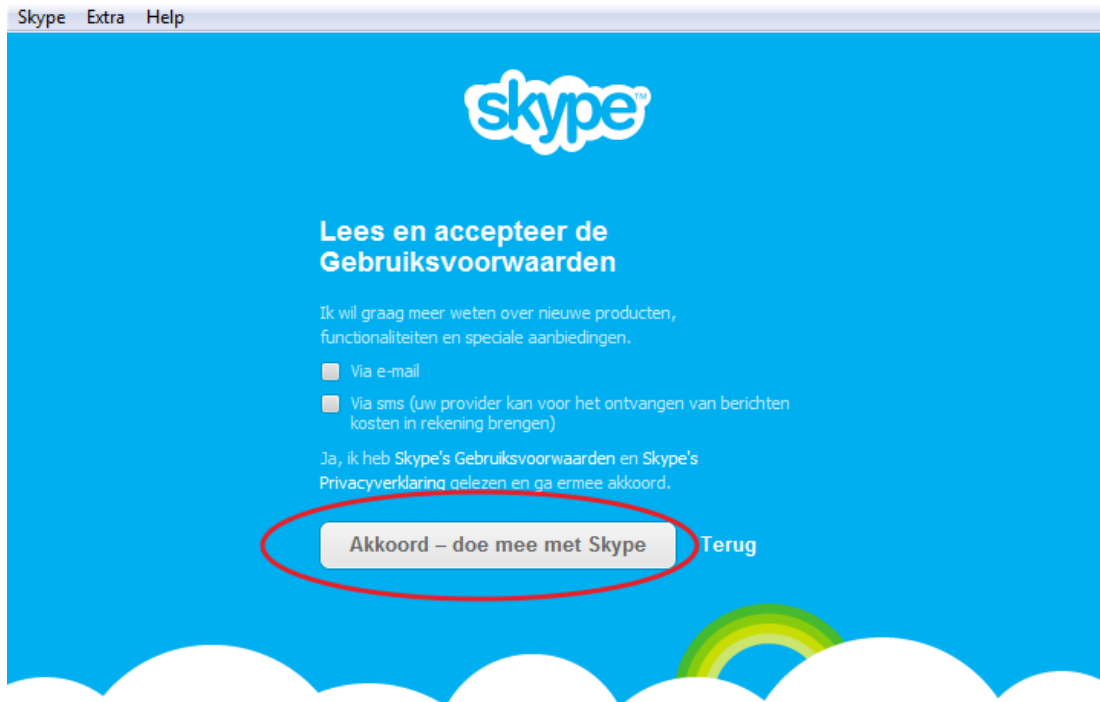 Skype Extra Help
skype™
Lees en accepteer de
Gebruiksvoorwaarden
Ik wil graag meer weten over nieuwe producten,
functionaliteiten en speciale aanbiedingen.
Via e-mail
Via sms (uw provider kan voor het ontvangen van berichten
kosten in rekening brengen)
Ja, ik heb Skype's Gebruiksvoorwaarden en Skype's
Privacyverklaring gelezen en ga ermee akkoord.
Akkoord – doe mee met Skype Terug